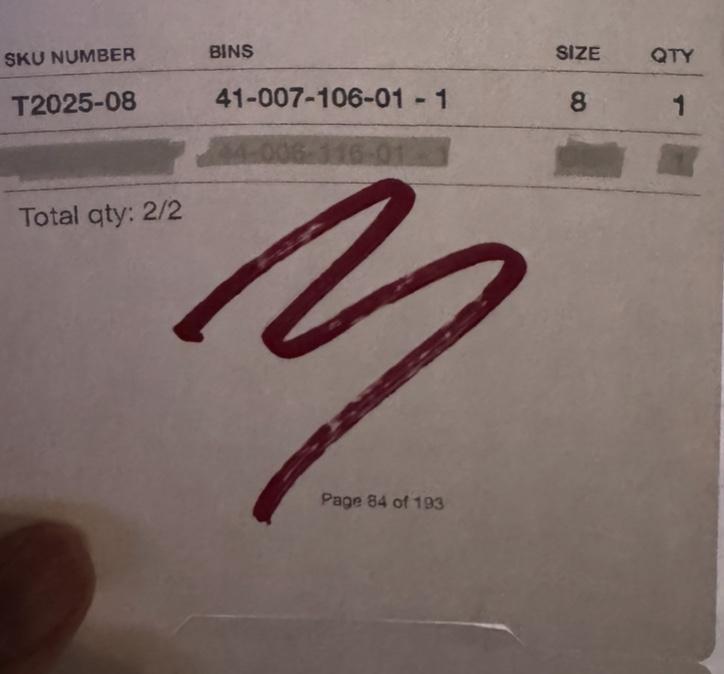 SKU NUMBER BINS SIZE QTY
T2025-08 41-007-106-01 - 1 8 1
Total qty: 2/2
Page 84 of 193